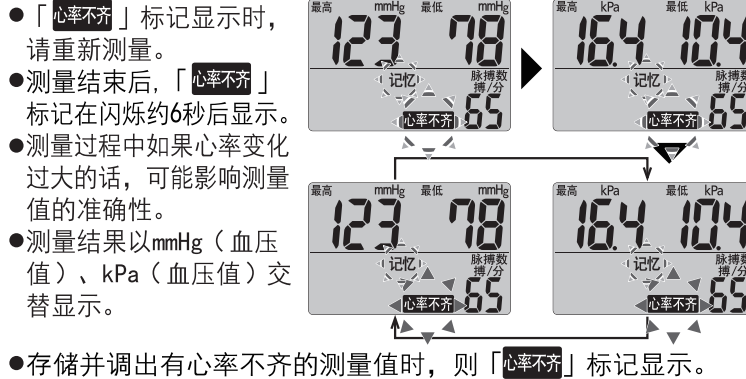 ●「心率不齐」标记显示时，
请重新测量。
●测量结束后，「心率不齐」
标记在闪烁约6秒后显示。
●测量过程中如果心率变化
过大的话，可能影响测量
值的准确性。
●测量结果以mmHg（血压
值）、kPa（血压值）交
替显示。
最高 mmHg 最低 mmHg
123 78
记忆 脉搏数
搏/分
心率不齐 65
最高 kPa 最低 kPa
16.4 10.4
记忆 脉搏数
搏/分
心率不齐 65
最高 mmHg 最低 mmHg
123 78
记忆 脉搏数
搏/分
心率不齐 65
最高 kPa 最低 kPa
16.4 10.4
记忆 脉搏数
搏/分
心率不齐 65
●存储并调出有心率不齐的测量值时，则「心率不齐」标记显示。